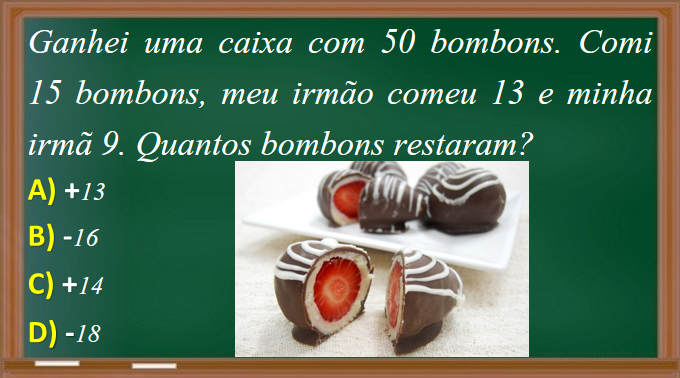 Ganhei uma caixa com 50 bombons. Comi
15 bombons, meu irmão comeu 13 e minha
irmã 9. Quantos bombons restaram?
A) +13
B) -16
C) +14
D) -18